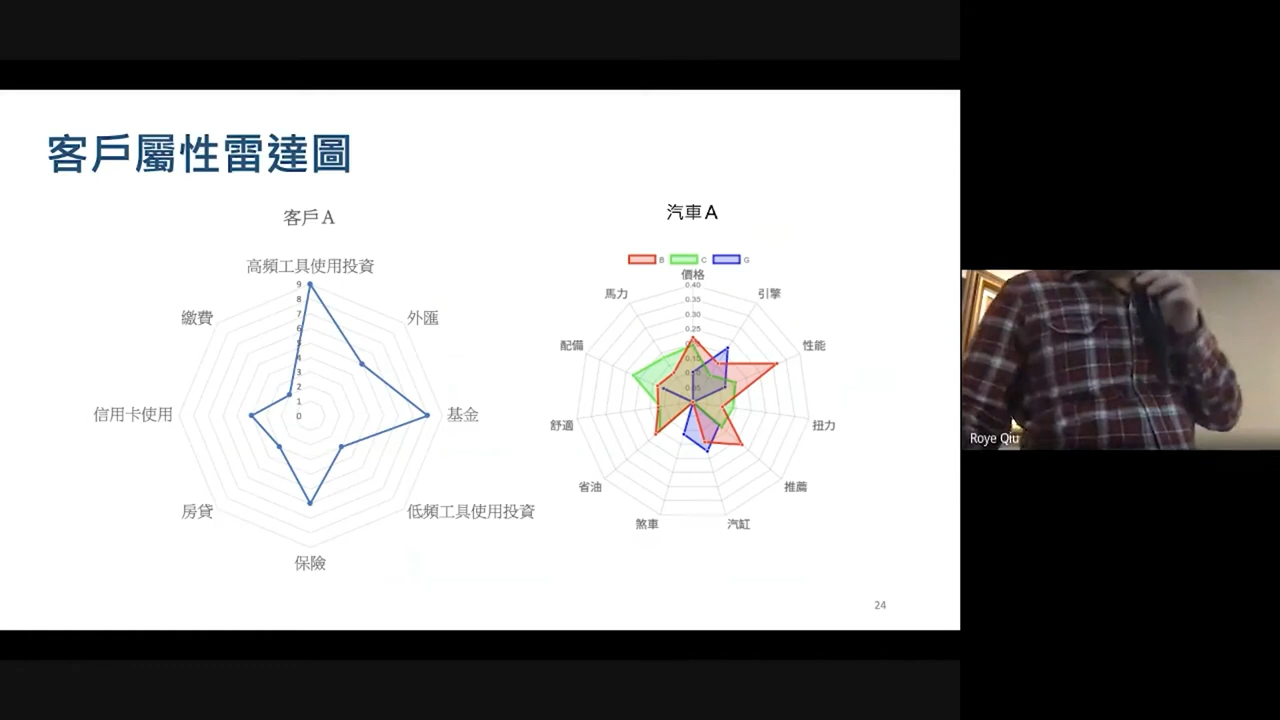 客戶屬性雷達圖
客戶A
高頻工具使用投資
外匯
基金
低頻工具使用投資
保險
房貸
信用卡使用
繳費
9
8
7
6
4
3
2
1
0
汽車A
B C G
價格
引擎
性能
扭力
推薦
汽缸
煞車
省油
舒適
配備
馬力
0.40
0.35
0.30
0.25
0.15
24
Roye Qiu